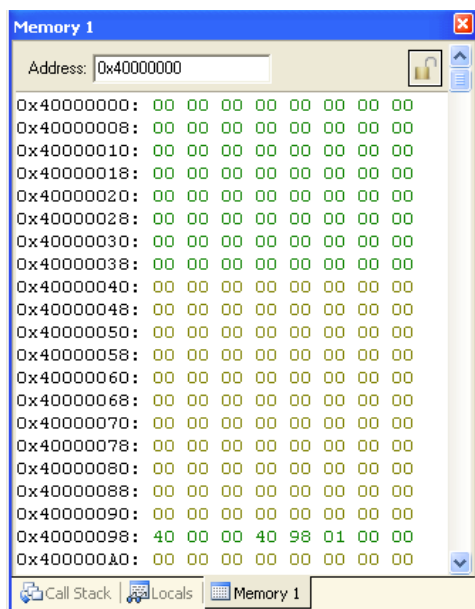 Memory 1
Address: 0x40000000
0x40000000: 00 00 00 00 00 00 00 00
0x40000008: 00 00 00 00 00 00 00 00
0x40000010: 00 00 00 00 00 00 00 00
0x40000018: 00 00 00 00 00 00 00 00
0x40000020: 00 00 00 00 00 00 00 00
0x40000028: 00 00 00 00 00 00 00 00
0x40000030: 00 00 00 00 00 00 00 00
0x40000038: 00 00 00 00 00 00 00 00
0x40000040: 00 00 00 00 00 00 00 00
0x40000048: 00 00 00 00 00 00 00 00
0x40000050: 00 00 00 00 00 00 00 00
0x40000058: 00 00 00 00 00 00 00 00
0x40000060: 00 00 00 00 00 00 00 00
0x40000068: 00 00 00 00 00 00 00 00
0x40000070: 00 00 00 00 00 00 00 00
0x40000078: 00 00 00 00 00 00 00 00
0x40000080: 00 00 00 00 00 00 00 00
0x40000088: 00 00 00 00 00 00 00 00
0x40000090: 00 00 00 00 00 00 00 00
0x40000098: 40 00 00 40 98 01 00 00
0x400000A0: 00 00 00 00 00 00 00 00
Call Stack Locals Memory 1